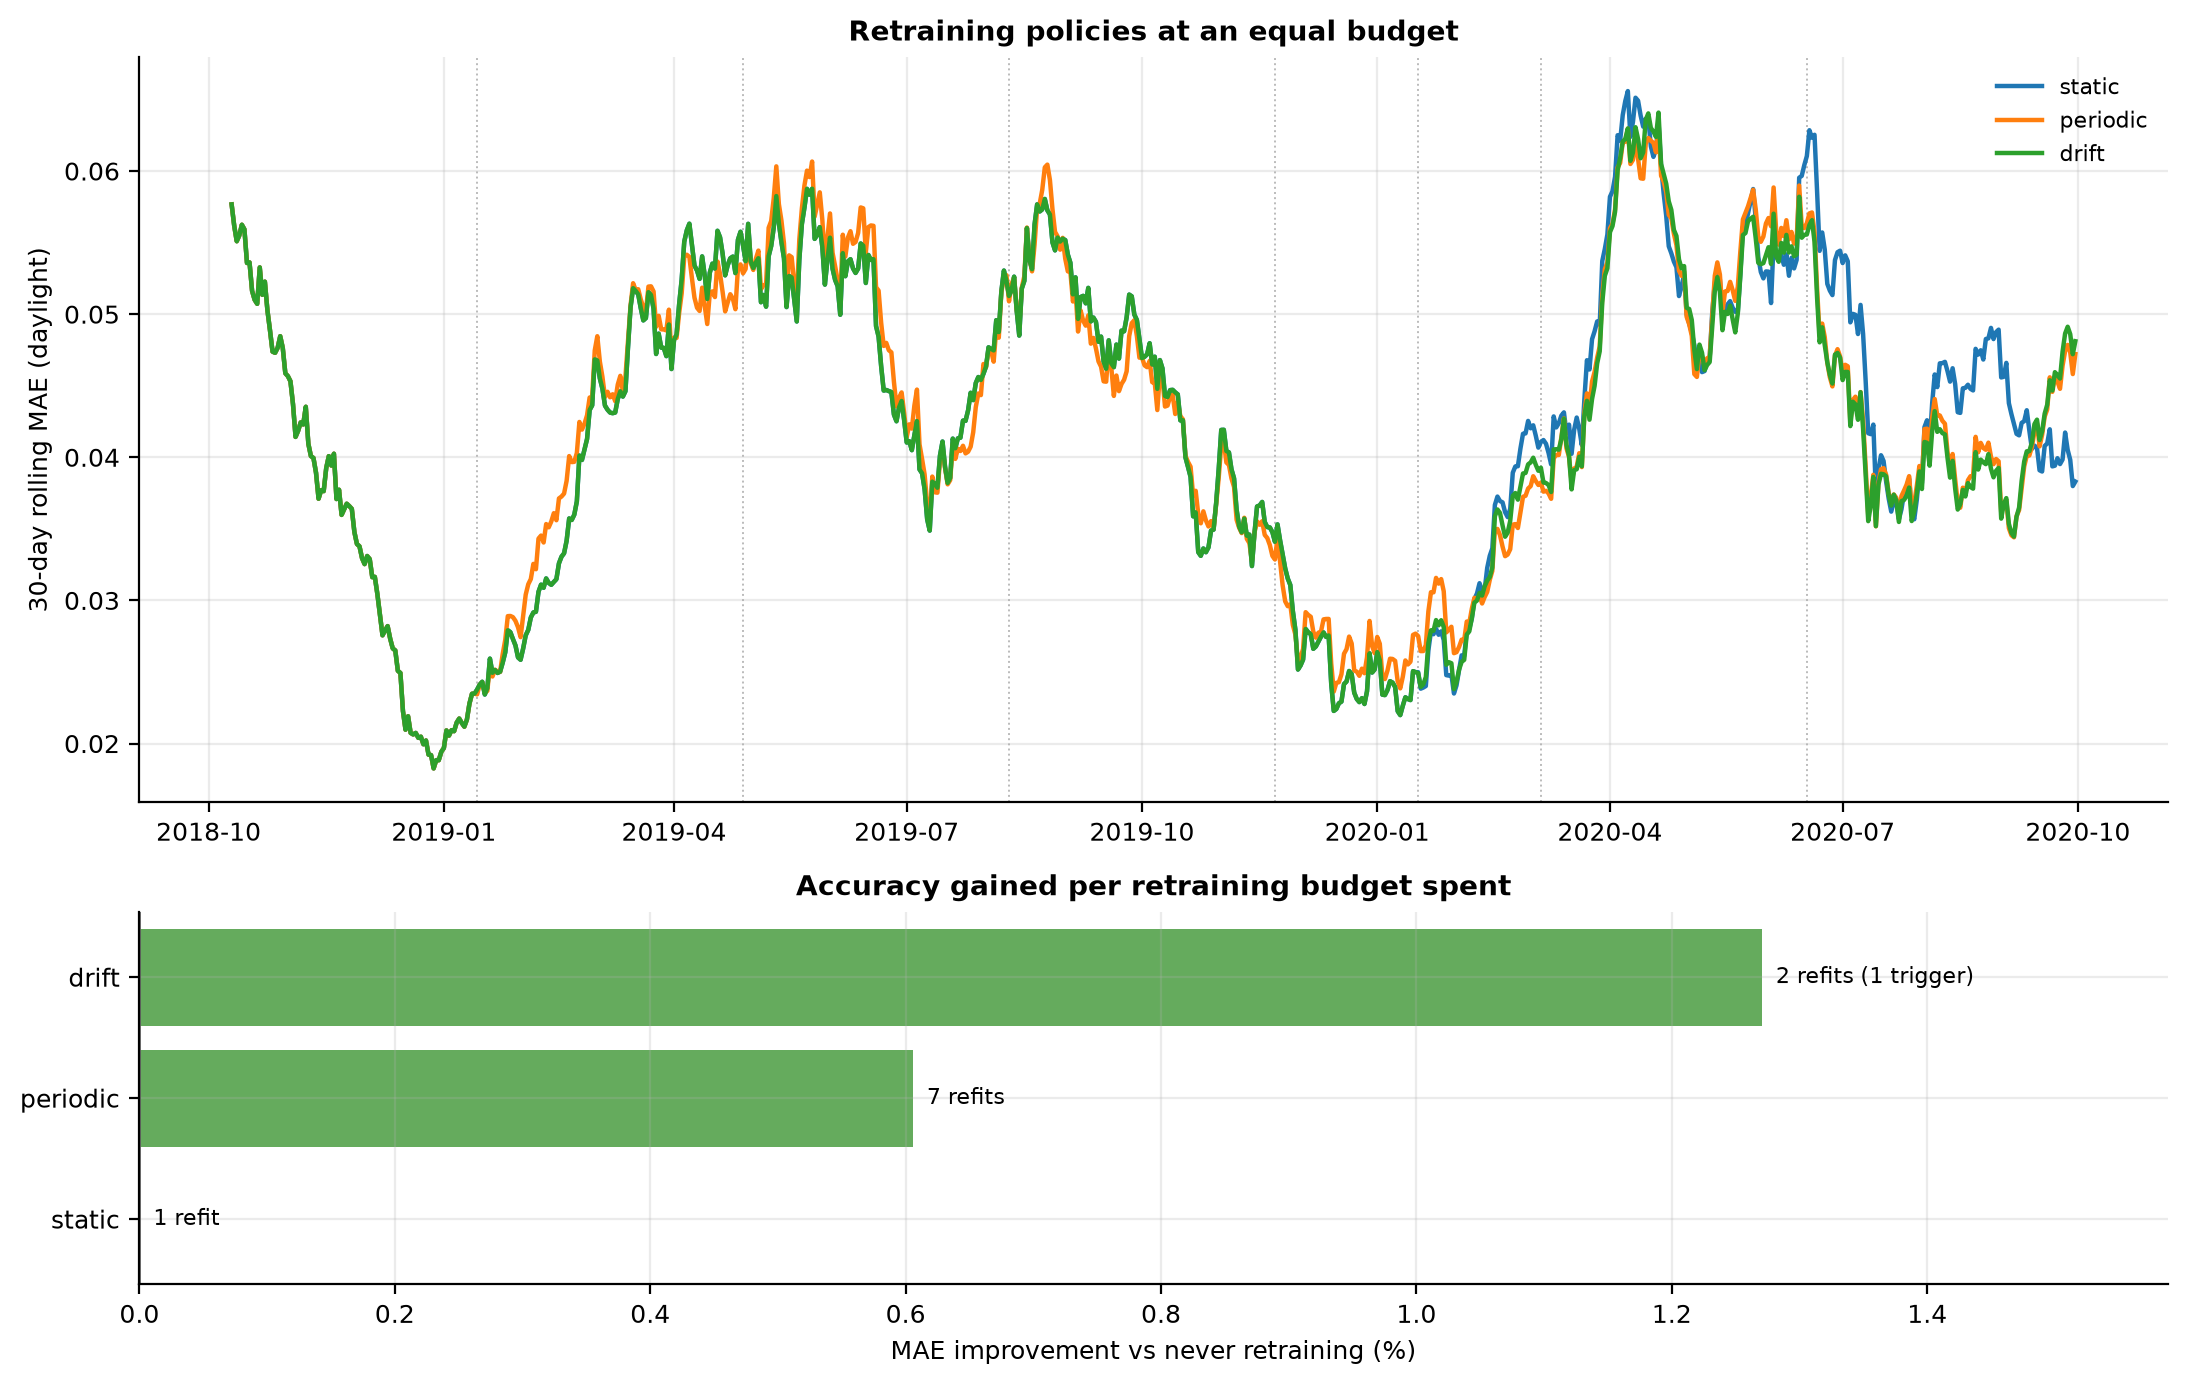 Retraining policies at an equal budget
static
periodic
drift
30-day rolling MAE (daylight)
0.06
0.05
0.04
0.03
0.02
2018-10 2019-01 2019-04 2019-07 2019-10 2020-01 2020-04 2020-07 2020-10
Accuracy gained per retraining budget spent
drift 2 refits (1 trigger)
periodic 7 refits
static 1 refit
0.0 0.2 0.4 0.6 0.8 1.0 1.2 1.4
MAE improvement vs never retraining (%)